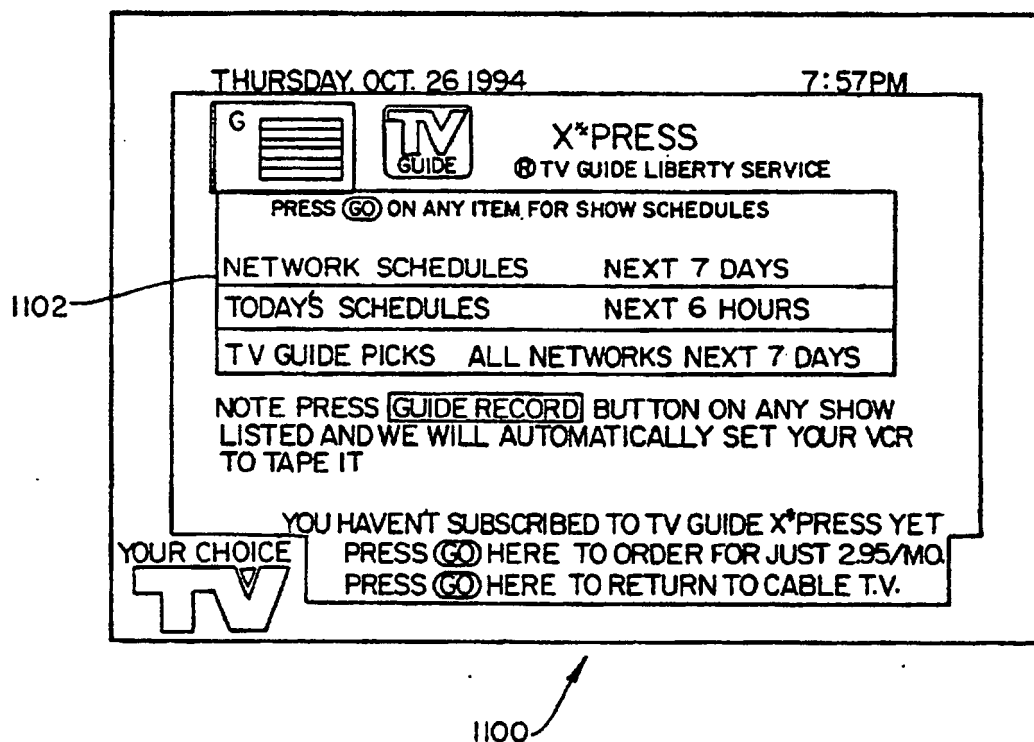 THURSDAY, OCT. 26 1994 7:57PM
G
TV GUIDE
X*PRESS
® TV GUIDE LIBERTY SERVICE
PRESS GO ON ANY ITEM FOR SHOW SCHEDULES
NETWORK SCHEDULES NEXT 7 DAYS
1102
TODAY'S SCHEDULES NEXT 6 HOURS
TV GUIDE PICKS ALL NETWORKS NEXT 7 DAYS
NOTE PRESS GUIDE RECORD BUTTON ON ANY SHOW
LISTED AND WE WILL AUTOMATICALLY SET YOUR VCR
TO TAPE IT
YOU HAVEN'T SUBSCRIBED TO TV GUIDE X*PRESS YET
YOUR CHOICE
TV
PRESS GO HERE TO ORDER FOR JUST 2.95/MO.
PRESS GO HERE TO RETURN TO CABLE T.V.
1100